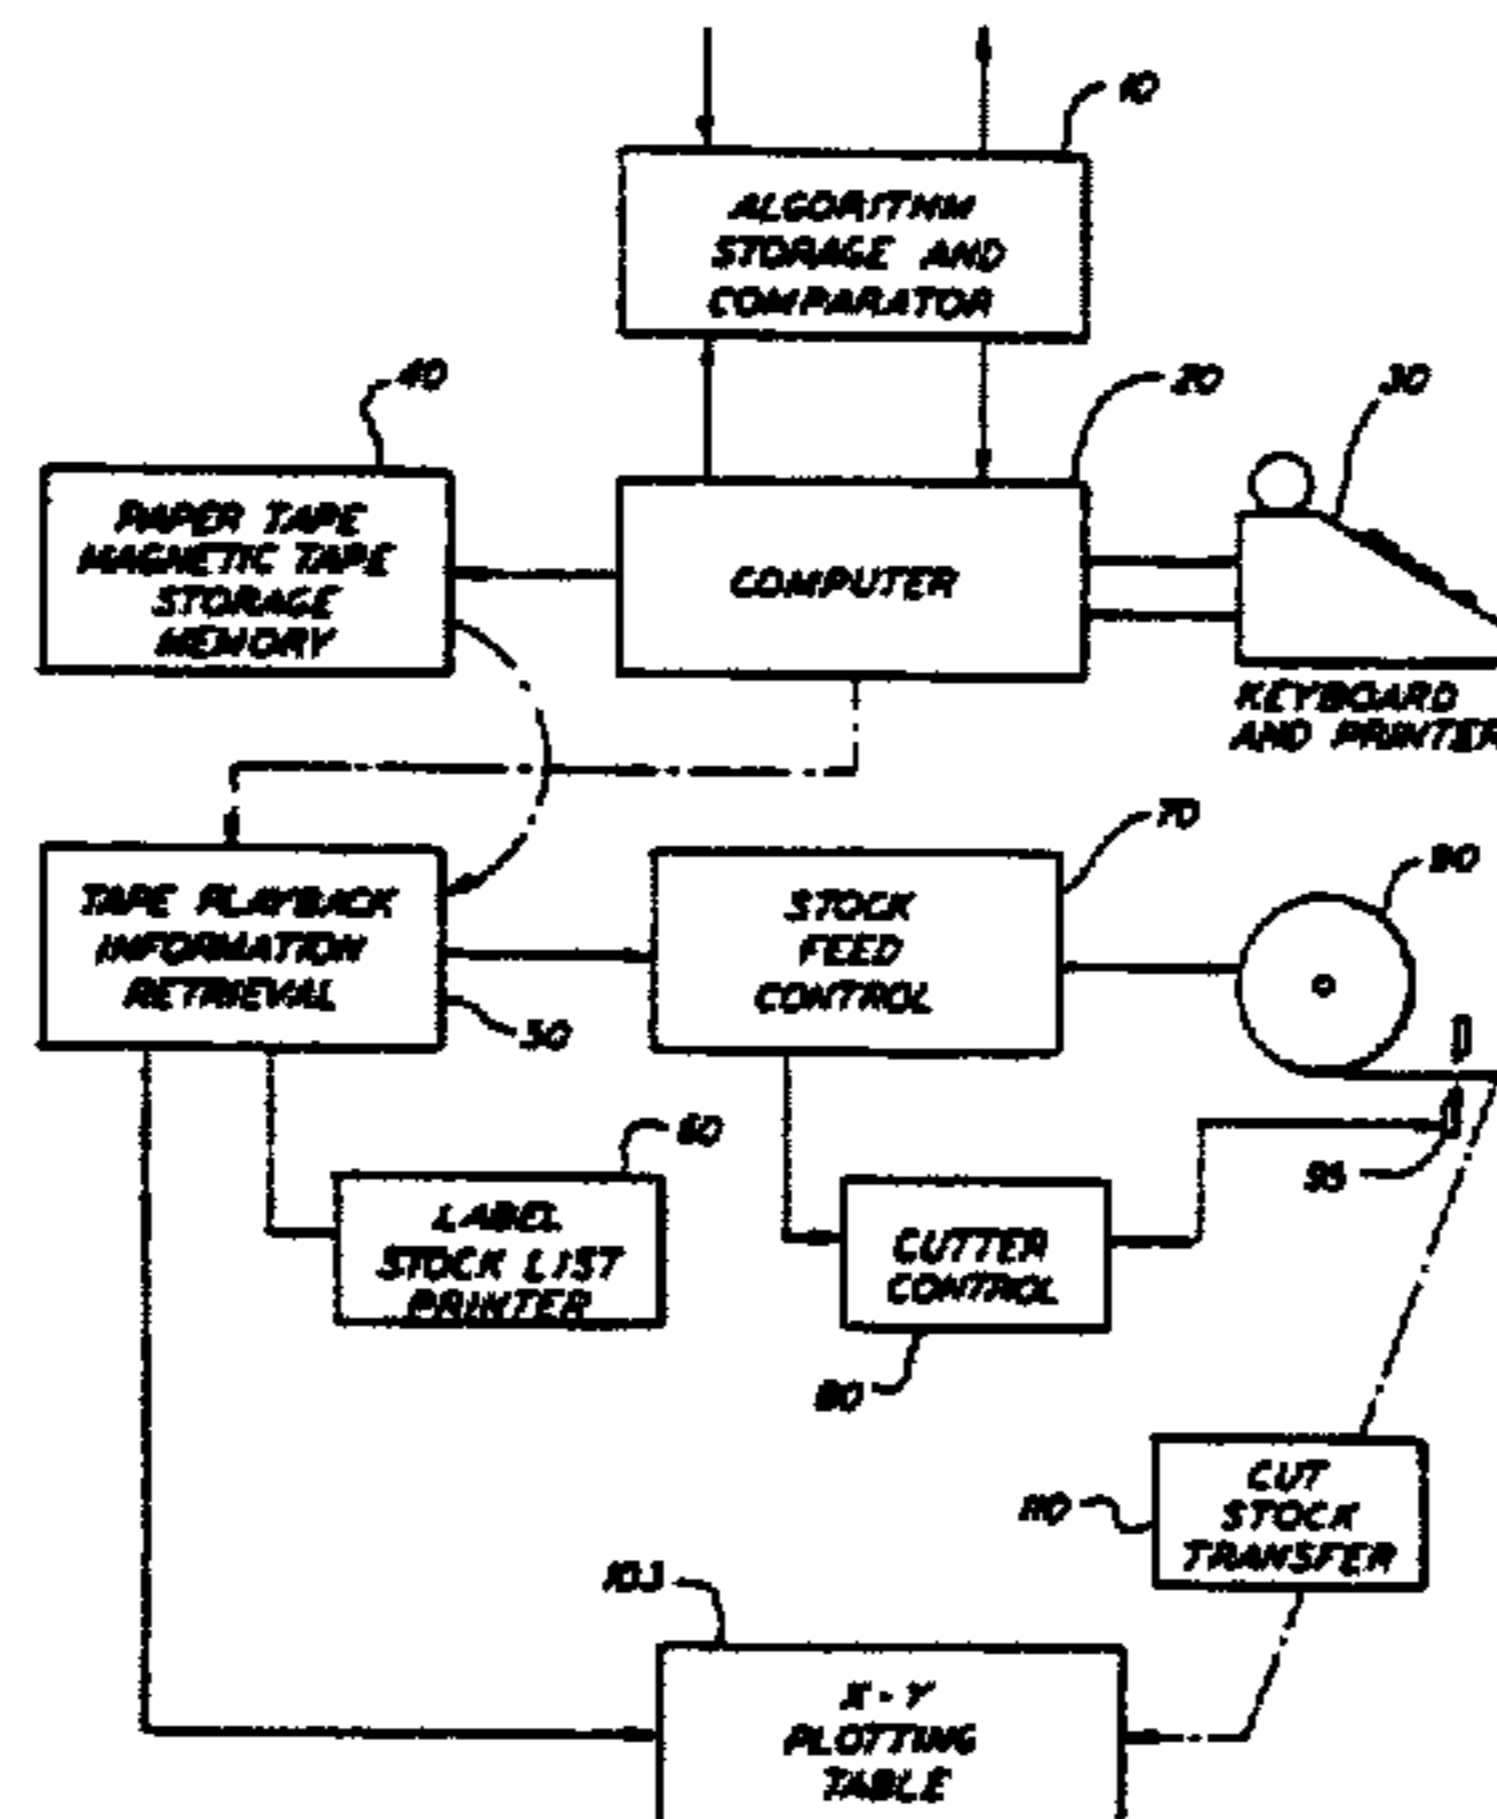 10
ALGORITHM
STORAGE AND
COMPARATOR
40
20
30
PAPER TAPE
MAGNETIC TAPE
STORAGE
MEMORY
COMPUTER
KEYBOARD
AND PRINTER
70
90
TAPE PLAYBACK
INFORMATION
RETRIEVAL
STOCK
FEED
CONTROL
50
60
95
LABEL
STOCK LIST
PRINTER
CUTTER
CONTROL
80
110
CUT
STOCK
TRANSFER
103
X-Y
PLOTTING
TABLE